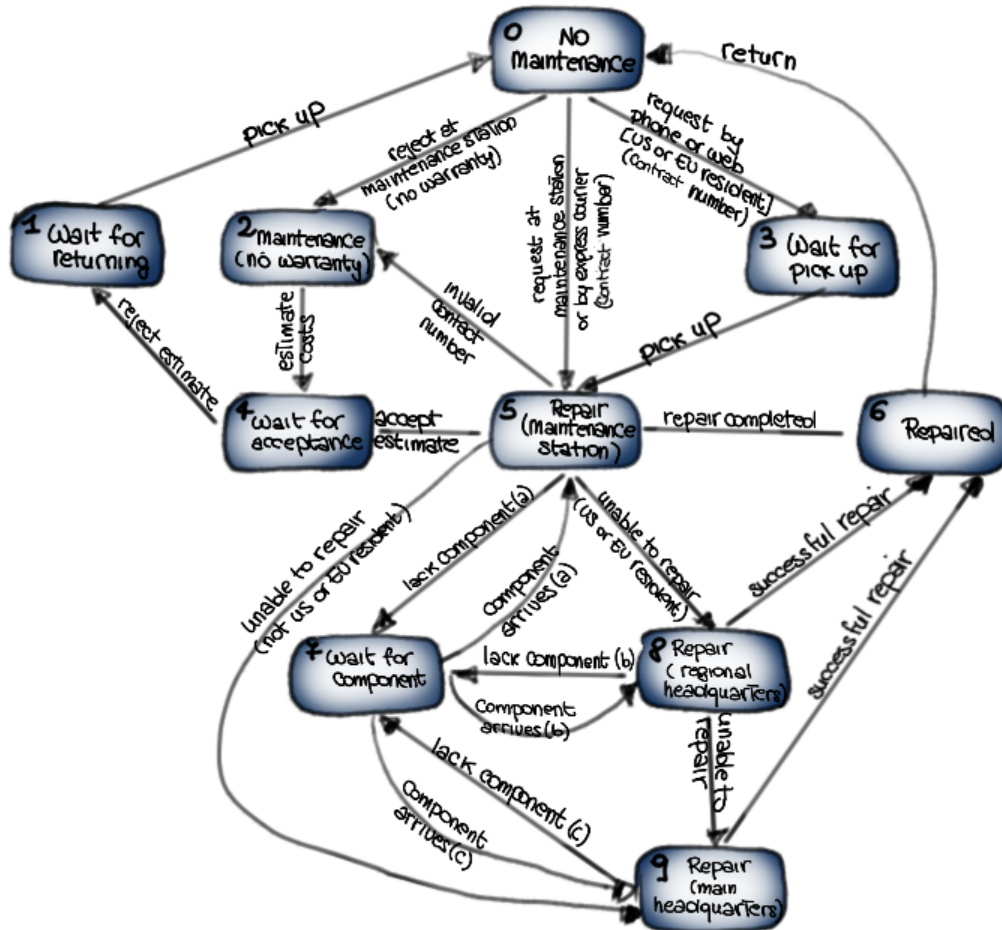 0 NO
Maintenance
return
pick up
reject at
maintenance station
(no warranty)
request at
maintenance station
or by express courier
(contract number)
request by
phone or web
[US or EU resident]
(contract number)
1 Wait for
returning
2 Maintenance
(no warranty)
3 Wait for
pick up
reject estimate
estimate
costs
invalid
contact
number
pick up
4 Wait for
acceptance
accept
estimate
5 Repair
(maintenance
station)
repair completed
6
Repaired
unable to repair
(not US or EU resident)
lack component (a)
component
arrives (a)
unable to repair
(US or EU resident)
successful repair
successful repair
7 Wait for
component
lack component (b)
component
arrives (b)
8 Repair
(regional
headquarters)
unable to
repair
lack component (c)
component
arrives (c)
9 Repair
(main
headquarters)